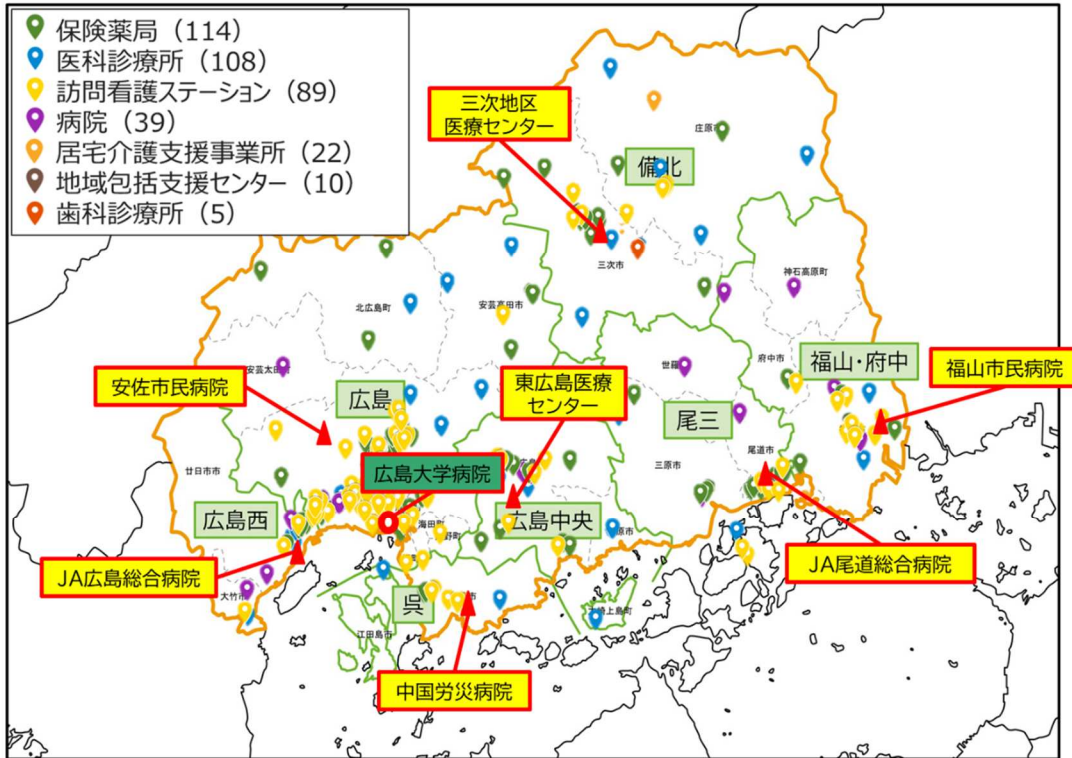 保険薬局（114）
医科診療所（108）
訪問看護ステーション（89）
病院（39）
居宅介護支援事業所（22）
地域包括支援センター（10）
歯科診療所（5）
三次地区
医療センター
庄原市
備北
三次市
神石高原町
北広島町
安芸高田市
安芸太田町
世羅
府中市
福山・府中
福山市民病院
安佐市民病院
広島
東広島医療
センター
尾三
尾道市
三原市
廿日市市
広島大学病院
広島西
海田町
広島中央
JA広島総合病院
JA尾道総合病院
大竹市
呉
江田島市
大崎上島町
中国労災病院